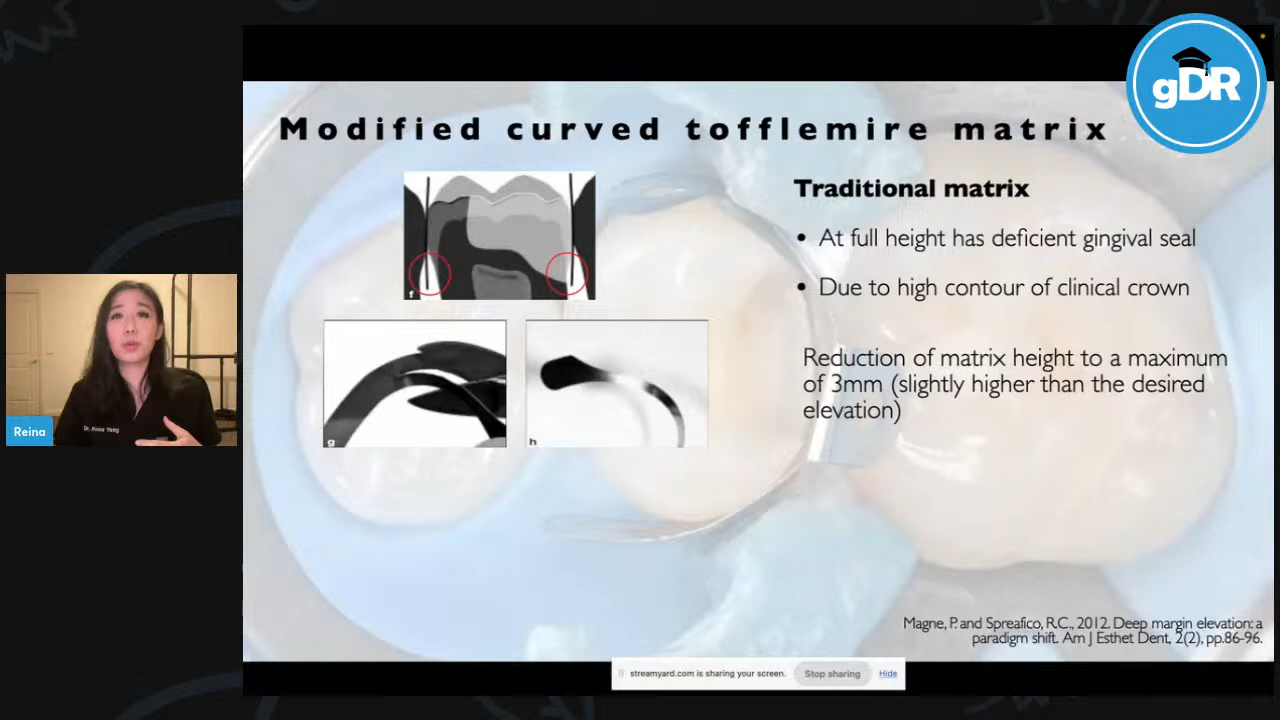 gDR
Modified curved tofflemire matrix
Traditional matrix
• At full height has deficient gingival seal
• Due to high contour of clinical crown
Reduction of matrix height to a maximum
of 3mm (slightly higher than the desired
elevation)
f
g
h
Dr. Reina Yang
Reina
Magne, P. and Spreafico, R.C., 2012. Deep margin elevation: a
paradigm shift. Am J Esthet Dent, 2(2), pp.86-96.
streamyard.com is sharing your screen.
Stop sharing
Hide